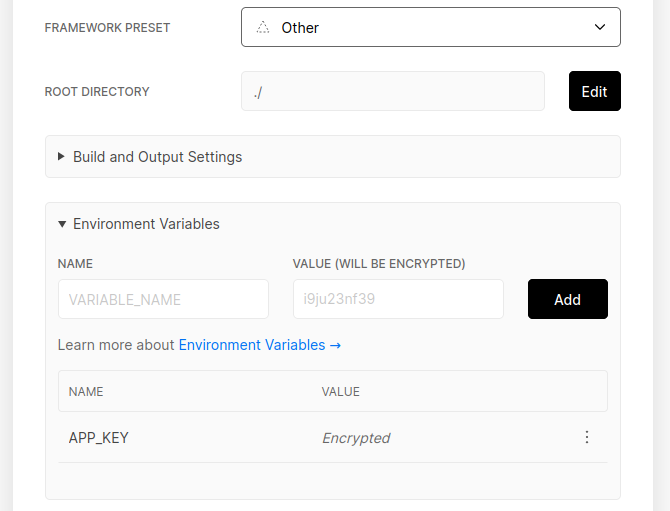 FRAMEWORK PRESET
Other
ROOT DIRECTORY
./
Edit
Build and Output Settings
Environment Variables
NAME
VALUE (WILL BE ENCRYPTED)
VARIABLE_NAME
i9ju23nf39
Add
Learn more about Environment Variables →
NAME
VALUE
APP_KEY
Encrypted